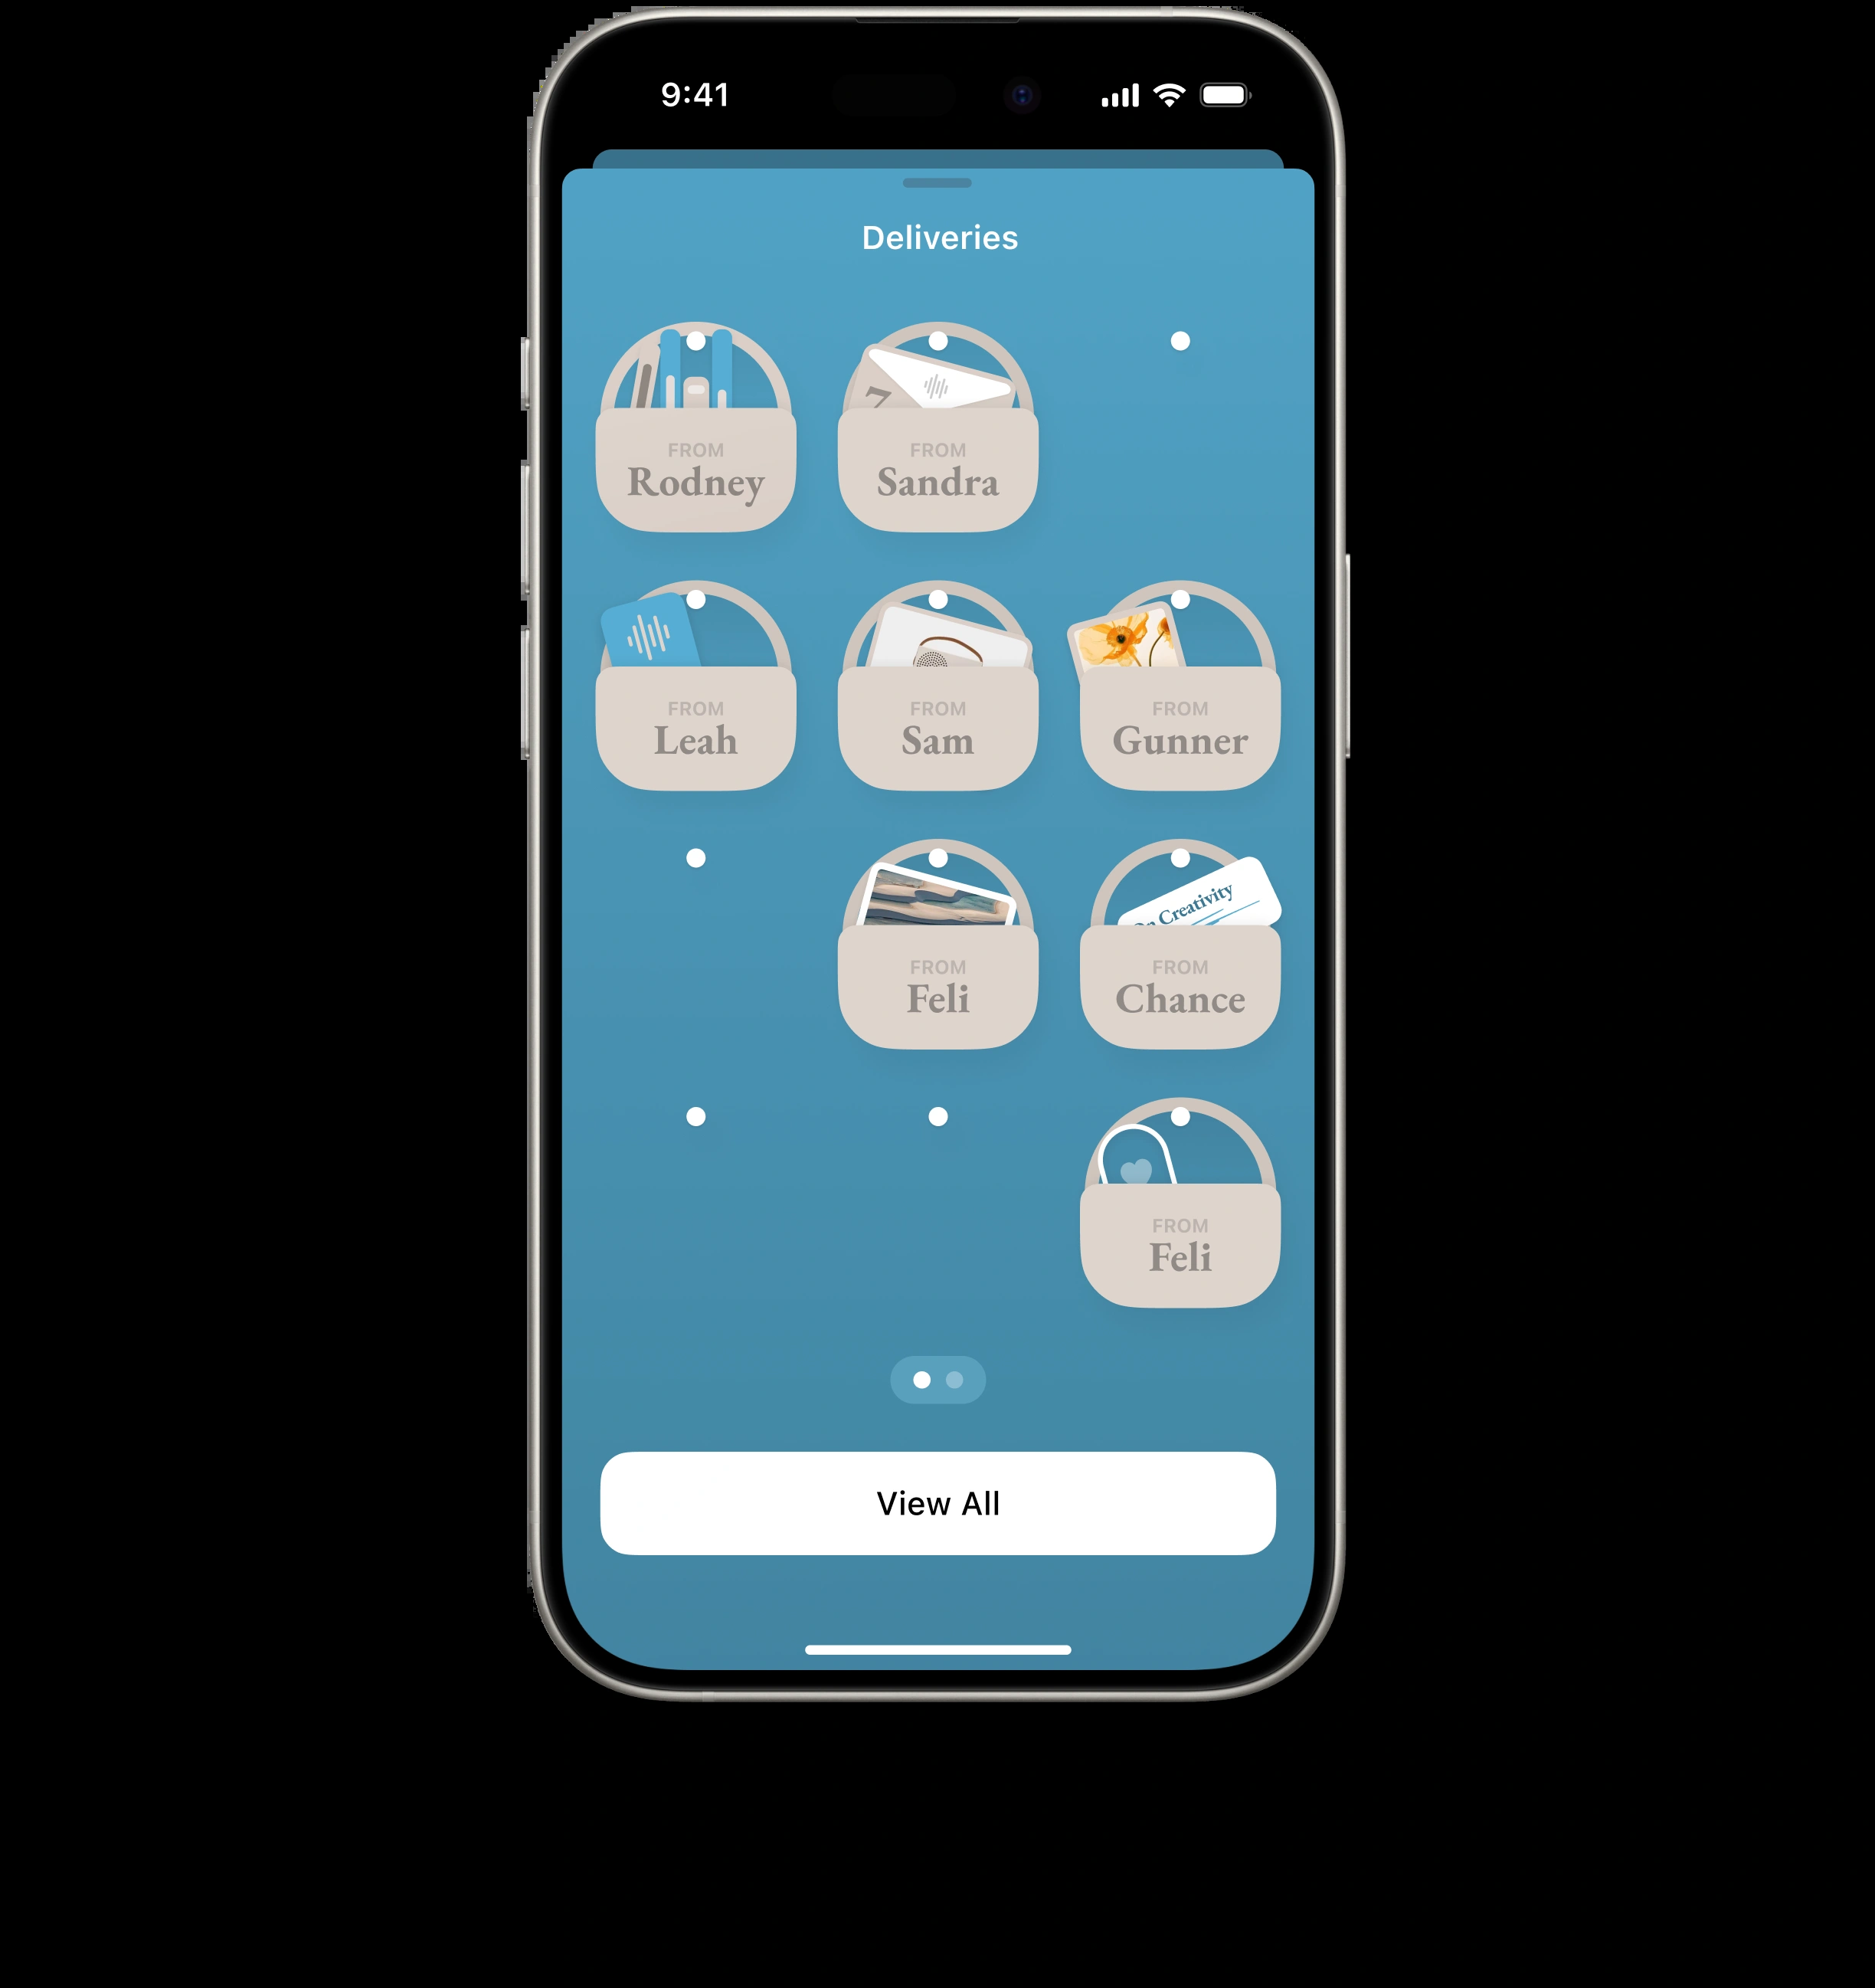 9:41
Deliveries
FROM
Rodney
7
FROM
Sandra
FROM
Leah
FROM
Sam
FROM
Gunner
FROM
Feli
On Creativity
FROM
Chance
FROM
Feli
View All